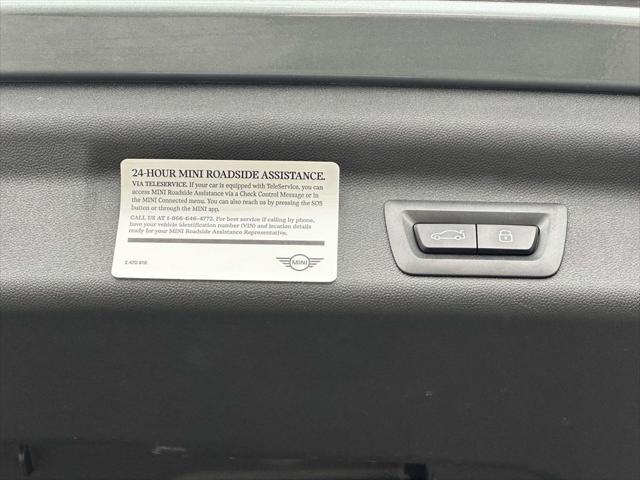 24-HOUR MINI ROADSIDE ASSISTANCE.
VIA TELESERVICE. If your car is equipped with TeleService, you can
access MINI Roadside Assistance via a Check Control Message or in
the MINI Connected menu. You can also reach us by pressing the SOS
button or through the MINI app.
CALL US AT 1-866-646-4772. For best service if calling by phone,
have your vehicle identification number (VIN) and location details
ready for your MINI Roadside Assistance Representative.
2 470 816
MINI